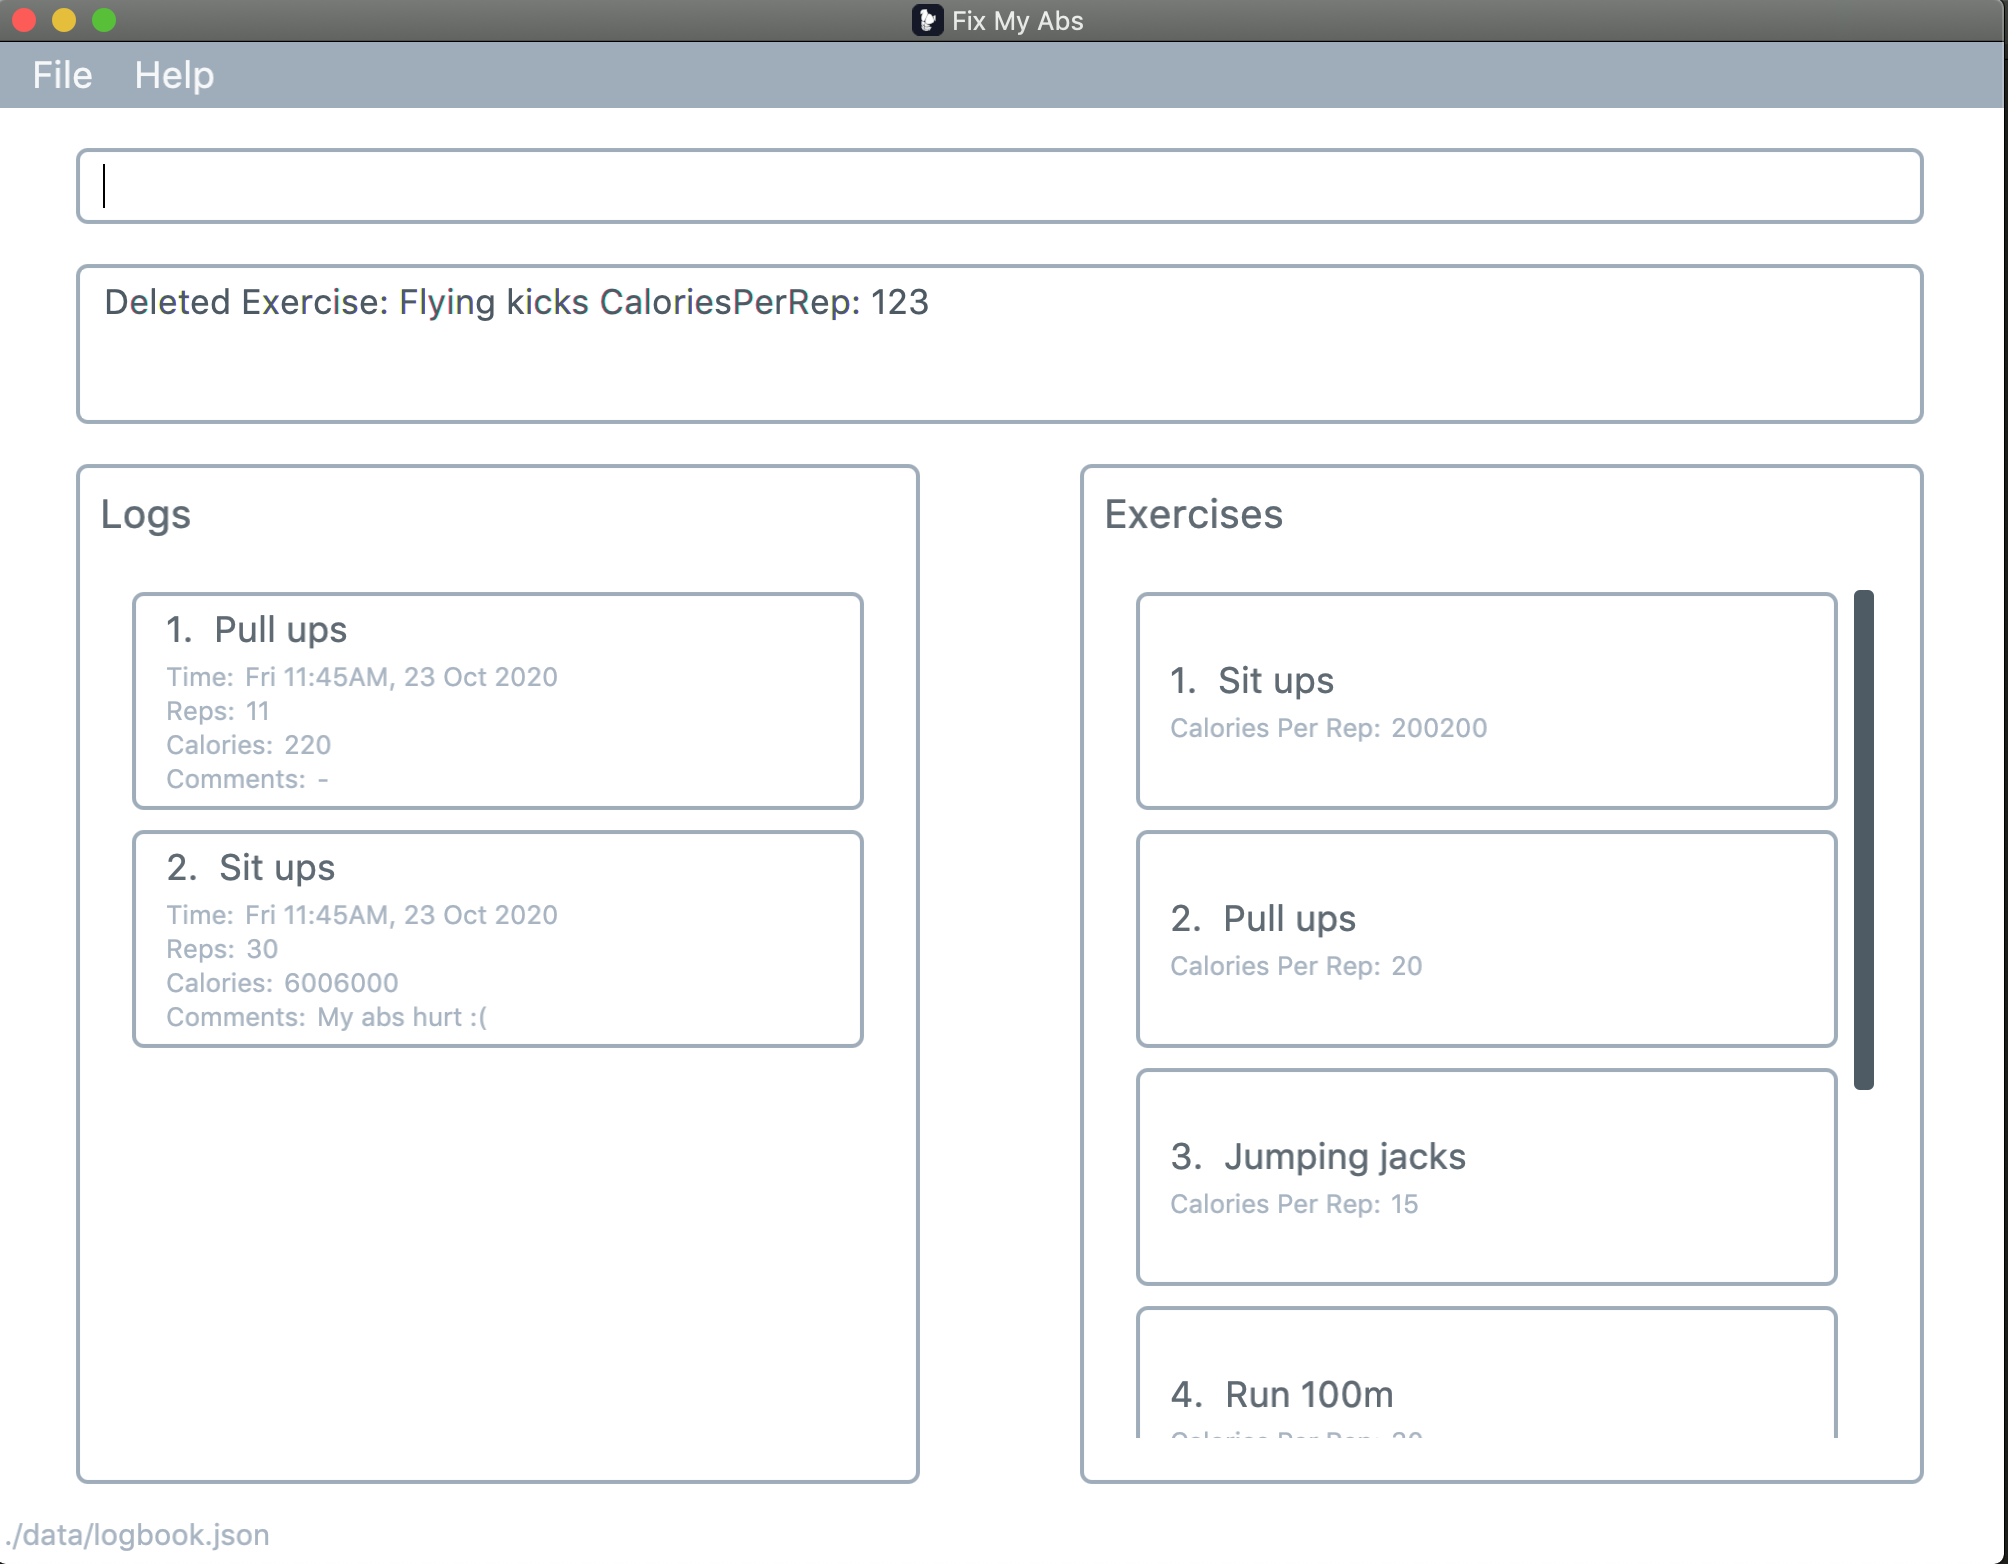 Fix My Abs
File Help
Deleted Exercise: Flying kicks CaloriesPerRep: 123
Logs
1. Pull ups
Time: Fri 11:45AM, 23 Oct 2020
Reps: 11
Calories: 220
Comments: -
2. Sit ups
Time: Fri 11:45AM, 23 Oct 2020
Reps: 30
Calories: 6006000
Comments: My abs hurt :(
Exercises
1. Sit ups
Calories Per Rep: 200200
2. Pull ups
Calories Per Rep: 20
3. Jumping jacks
Calories Per Rep: 15
4. Run 100m
Calories Per Rep:
./data/logbook.json